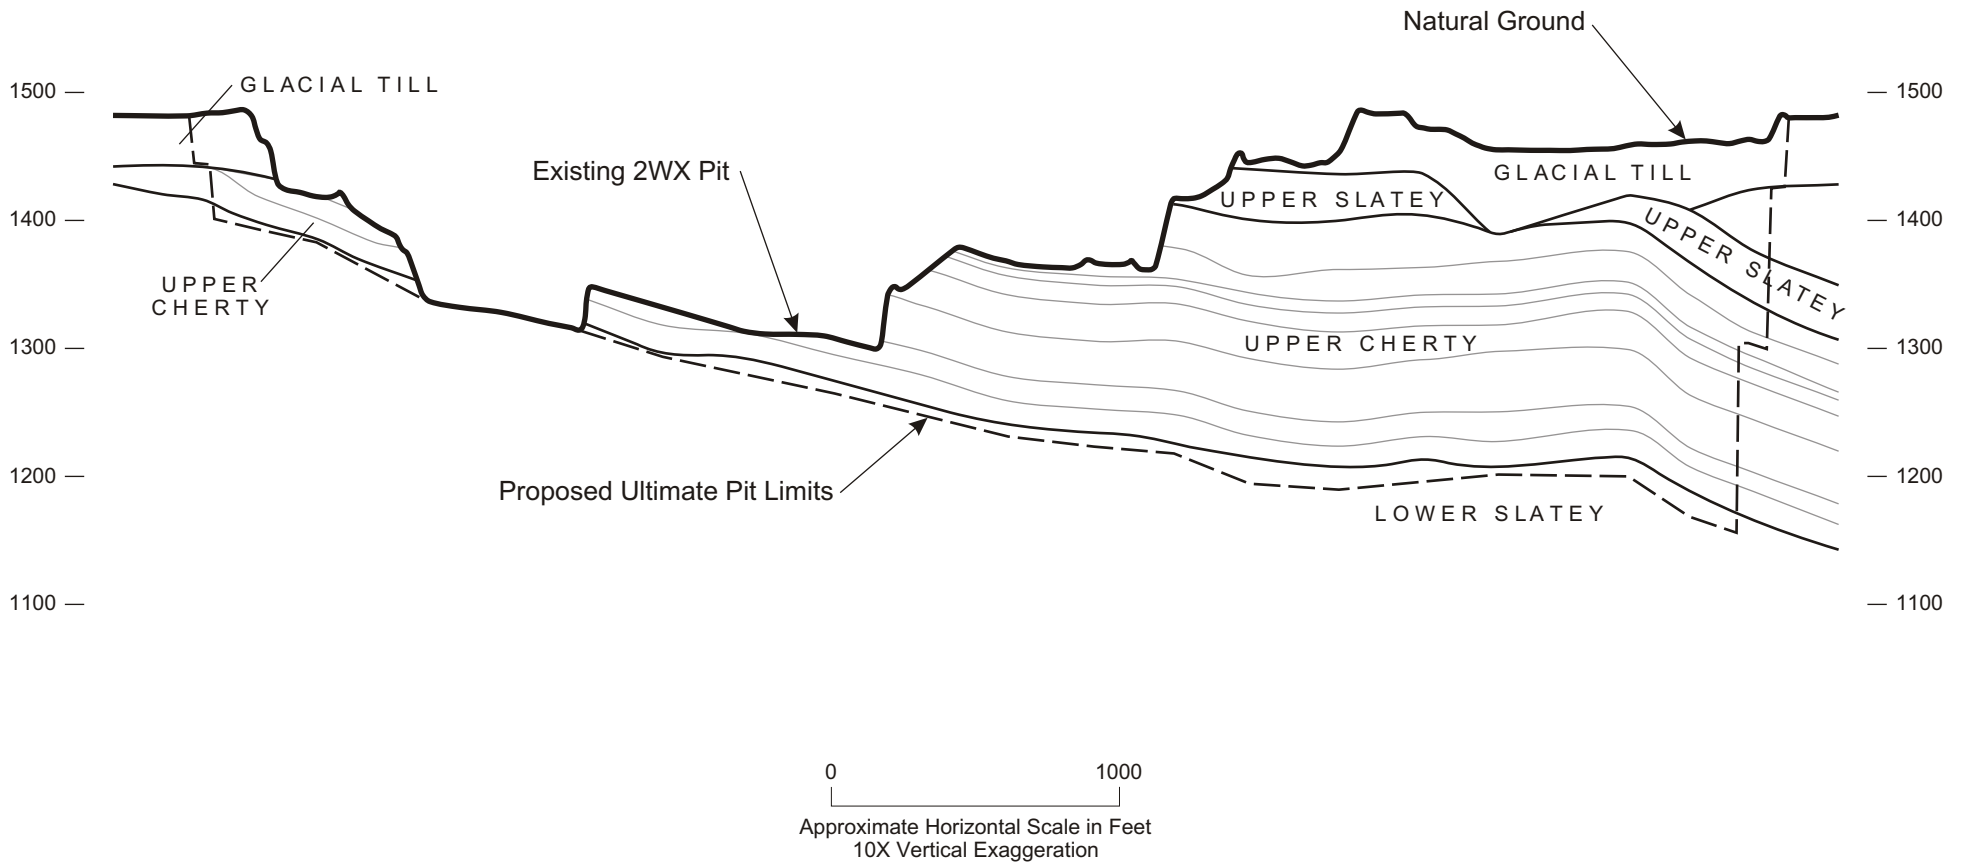 Natural Ground
GLACIAL TILL
1500
1500
Existing 2WX Pit
GLACIAL TILL
UPPER SLATEY
1400
1400
UPPER SLATEY
UPPER
CHERTY
1300
UPPER CHERTY
1300
1200
Proposed Ultimate Pit Limits
1200
LOWER SLATEY
1100
1100
0 1000
Approximate Horizontal Scale in Feet
10X Vertical Exaggeration